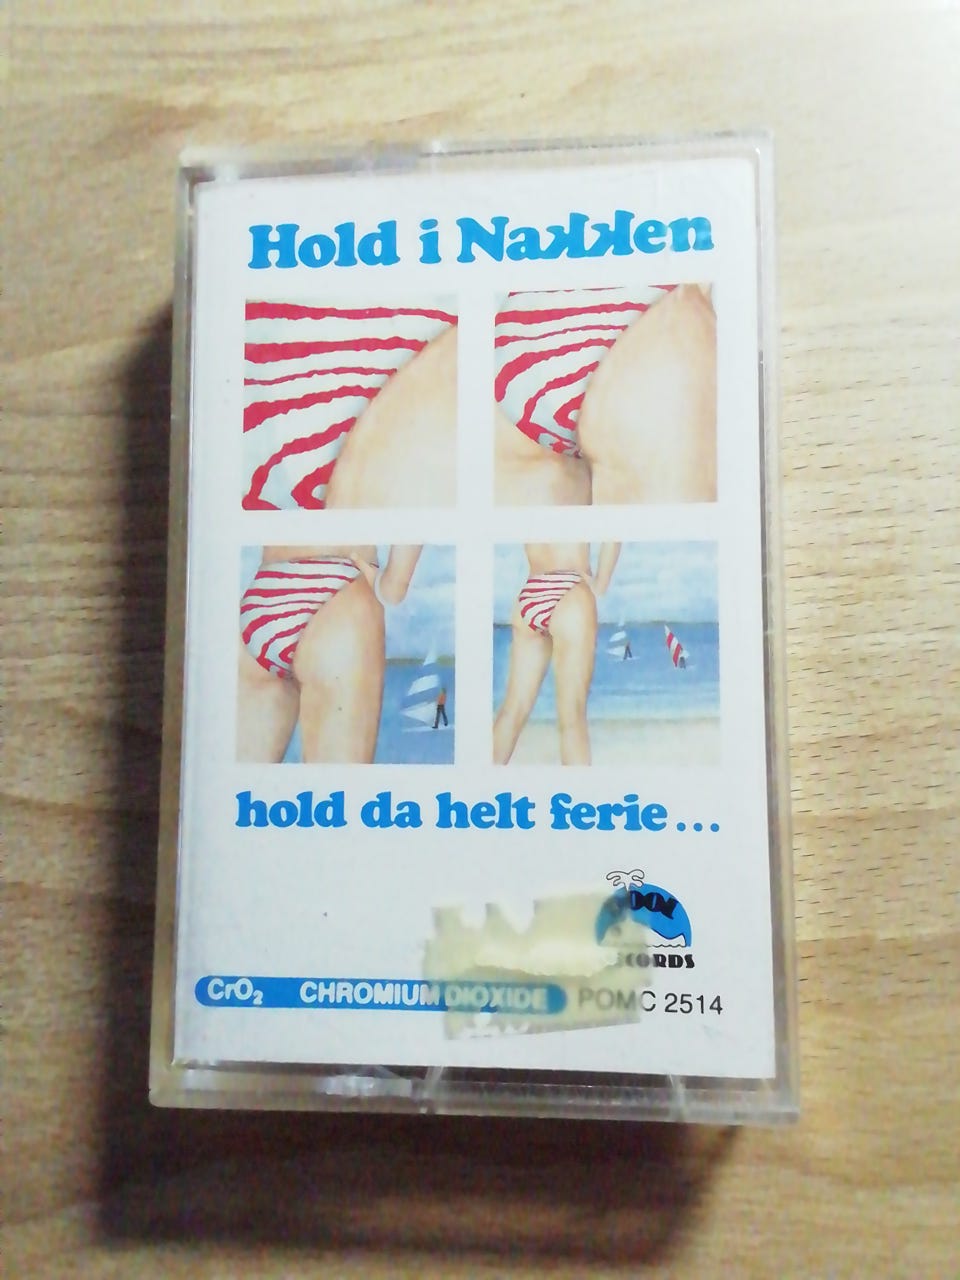 Hold i Nakken
hold da helt ferie...
CrO₂ CHROMIUM DIOXIDE POMC 2514